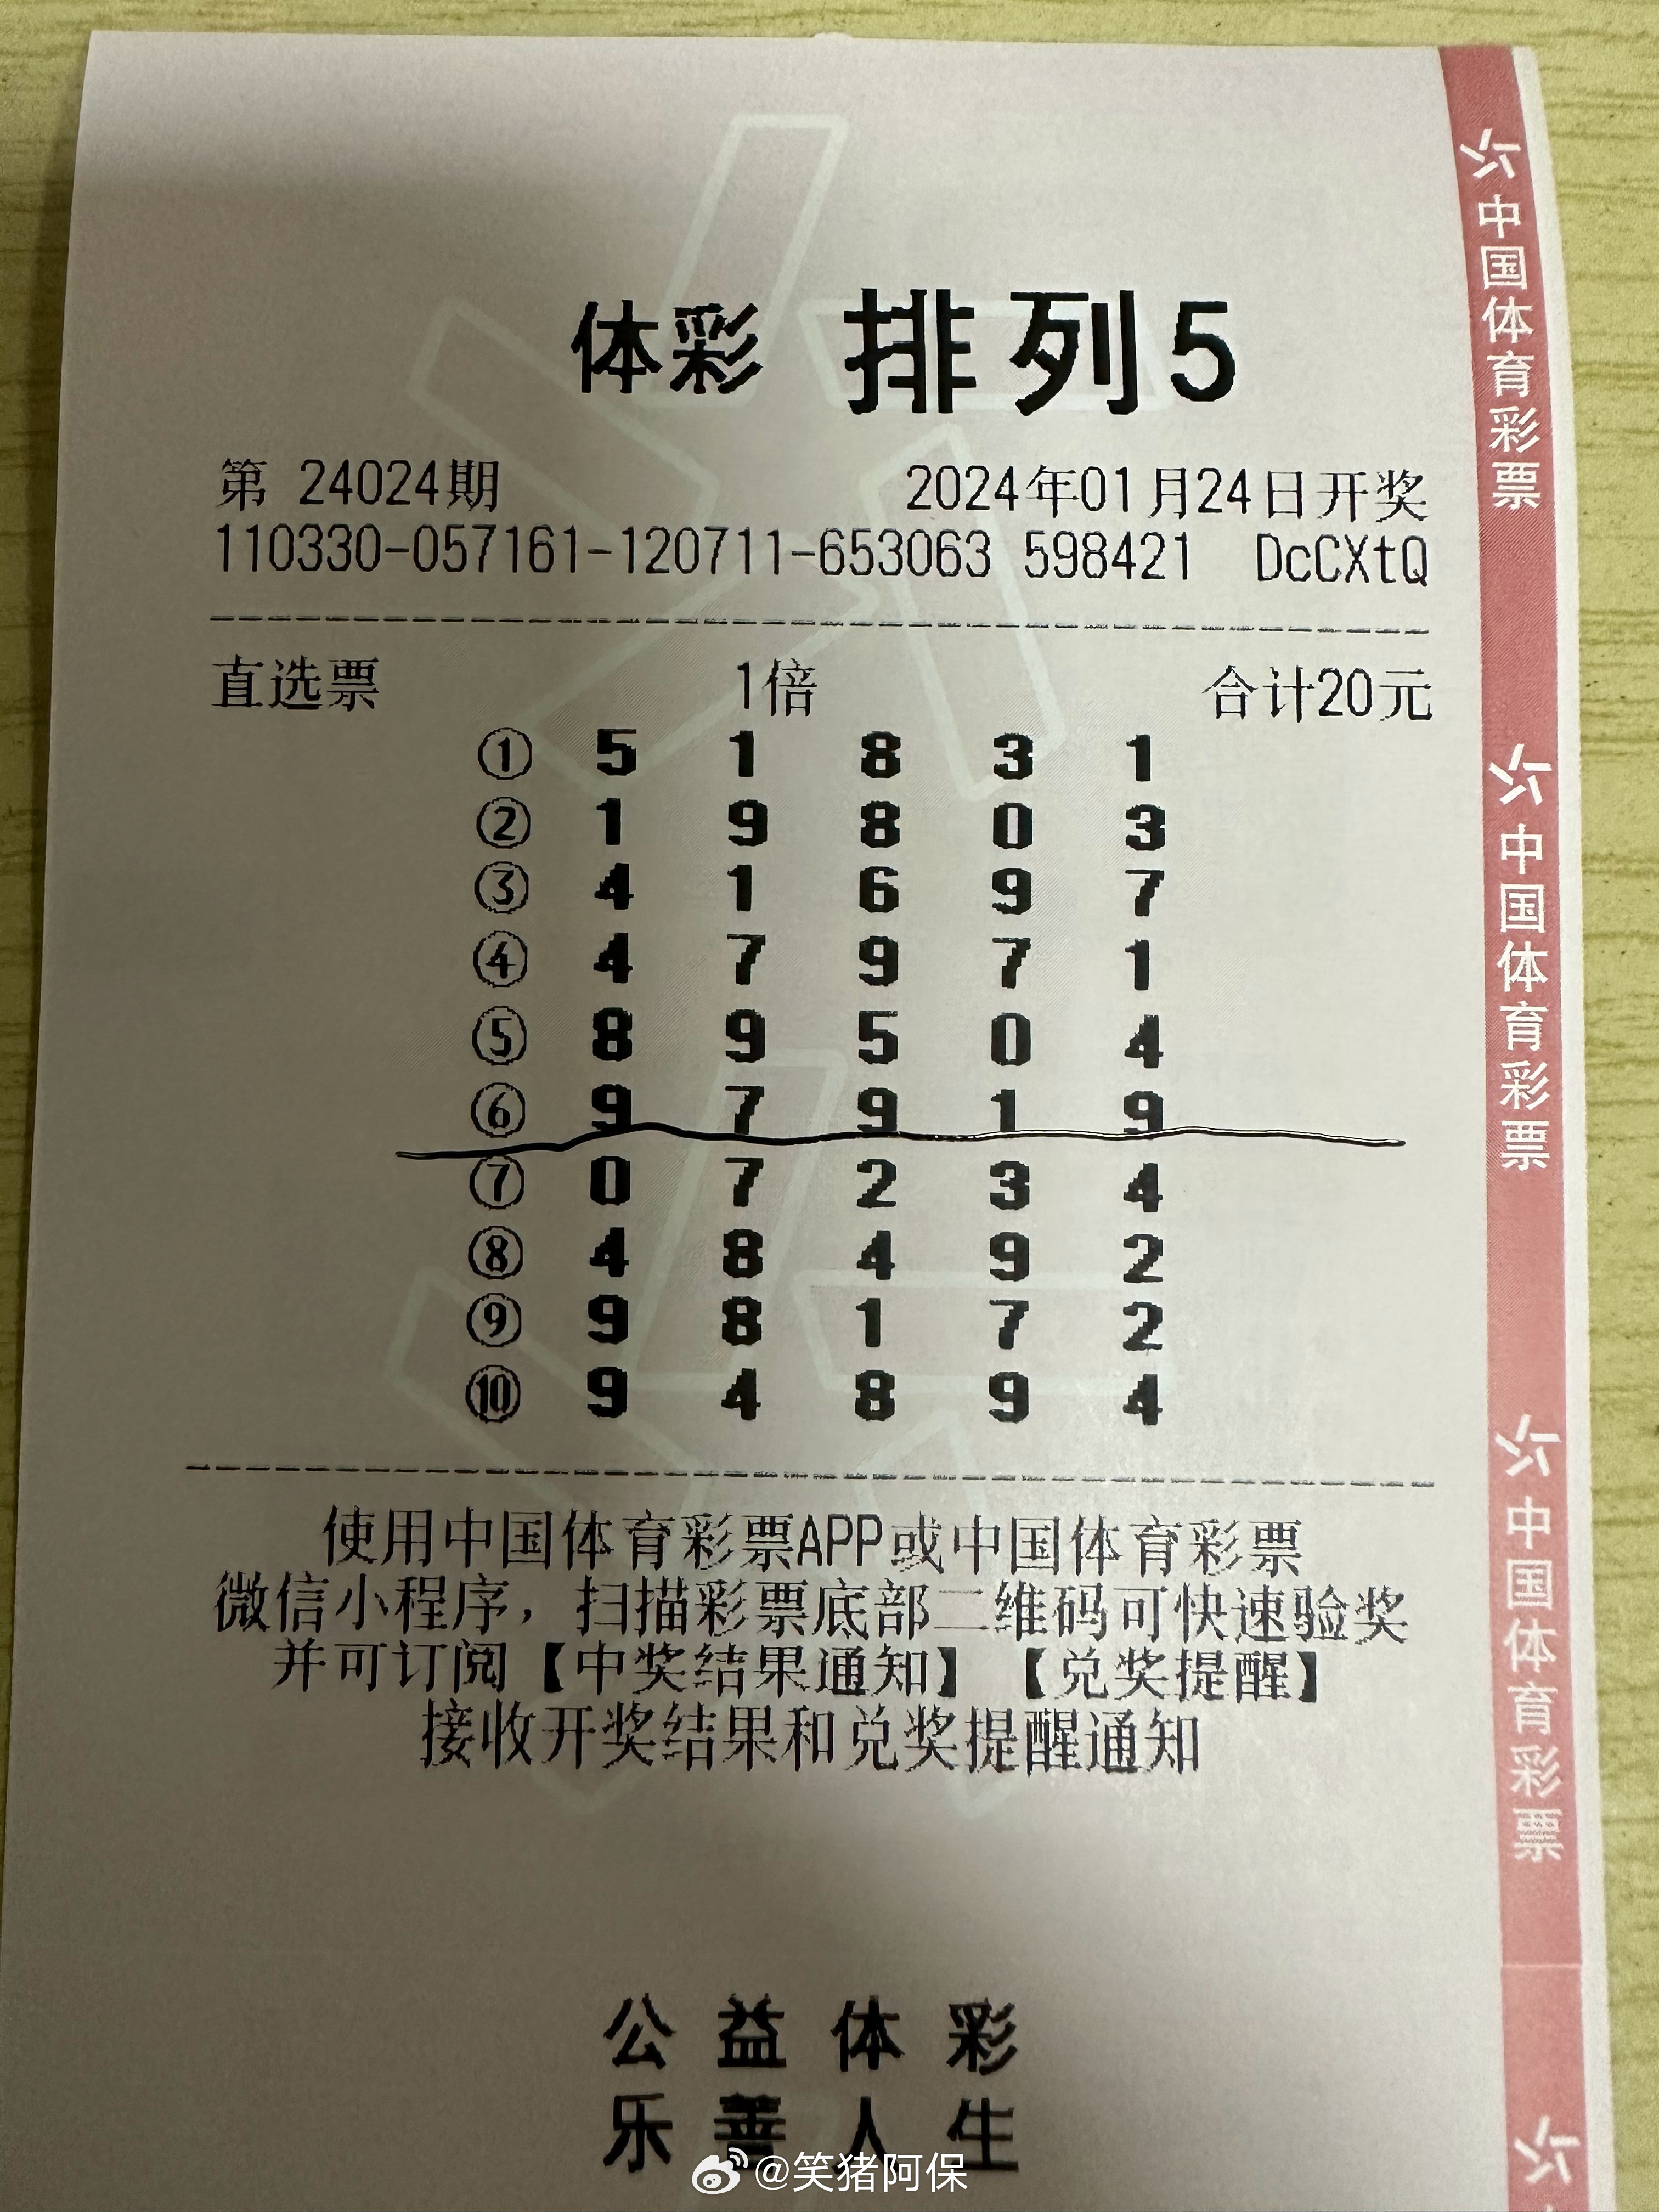 体彩 排列5
第 24024期 2024年01月24日开奖
110330-057161-120711-653063 598421 DcCXtQ
直选票 1倍 合计20元
① 5 1 8 3 1
② 1 9 8 0 3
③ 4 1 6 9 7
④ 4 7 9 7 1
⑤ 8 9 5 0 4
⑥ 9 7 9 1 9
⑦ 0 7 2 3 4
⑧ 4 8 4 9 2
⑨ 9 8 1 7 2
⑩ 9 4 8 9 4
使用中国体育彩票APP或中国体育彩票
微信小程序，扫描彩票底部二维码可快速验奖
并可订阅【中奖结果通知】【兑奖提醒】
接收开奖结果和兑奖提醒通知
公益体彩
乐善人生
中国体育彩票
中国体育彩票
中国体育彩票
@笑猪阿保